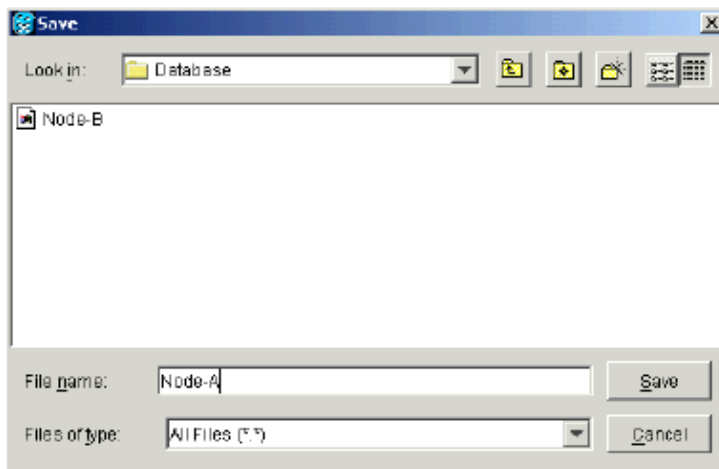 Save
Look in: Database
Node-B
File name: Node-A Save
Files of type: All Files (*.*) Cancel